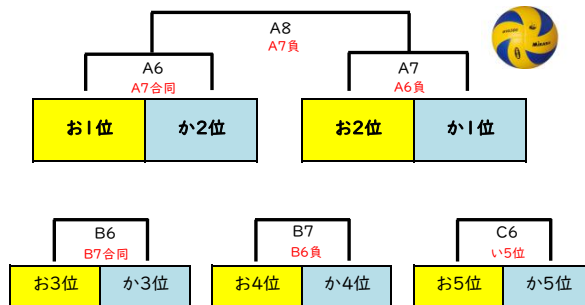 A8
A7負
A6
A7合同
A7
A6負
お1位 か2位
お2位 か1位
B6
B7合同
B7
B6負
C6
い5位
お3位 か3位
お4位 か4位
お5位 か5位